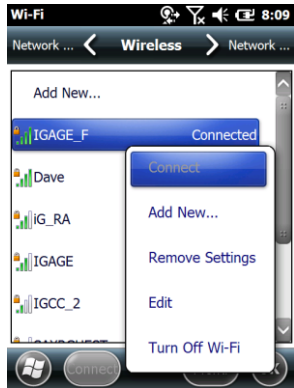 Wi-Fi 8:09
Network ... Wireless Network ...
Add New...
IGAGE_F Connected
Dave
iG_RA
IGAGE
IGCC_2
Connect
Add New...
Remove Settings
Edit
Turn Off Wi-Fi
Connect